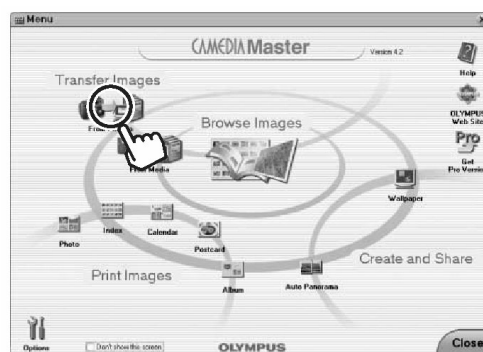 Menu
CAMEDIA Master
Version 4.2
Help
Transfer Images
OLYMPUS
Web Site
Browse Images
Pro
Get
Pro Version
From Media
Wallpaper
Photo
Index
Calendar
Postcard
Print Images
Album
Auto Panorama
Create and Share
Options
Don't show this screen
OLYMPUS
Close